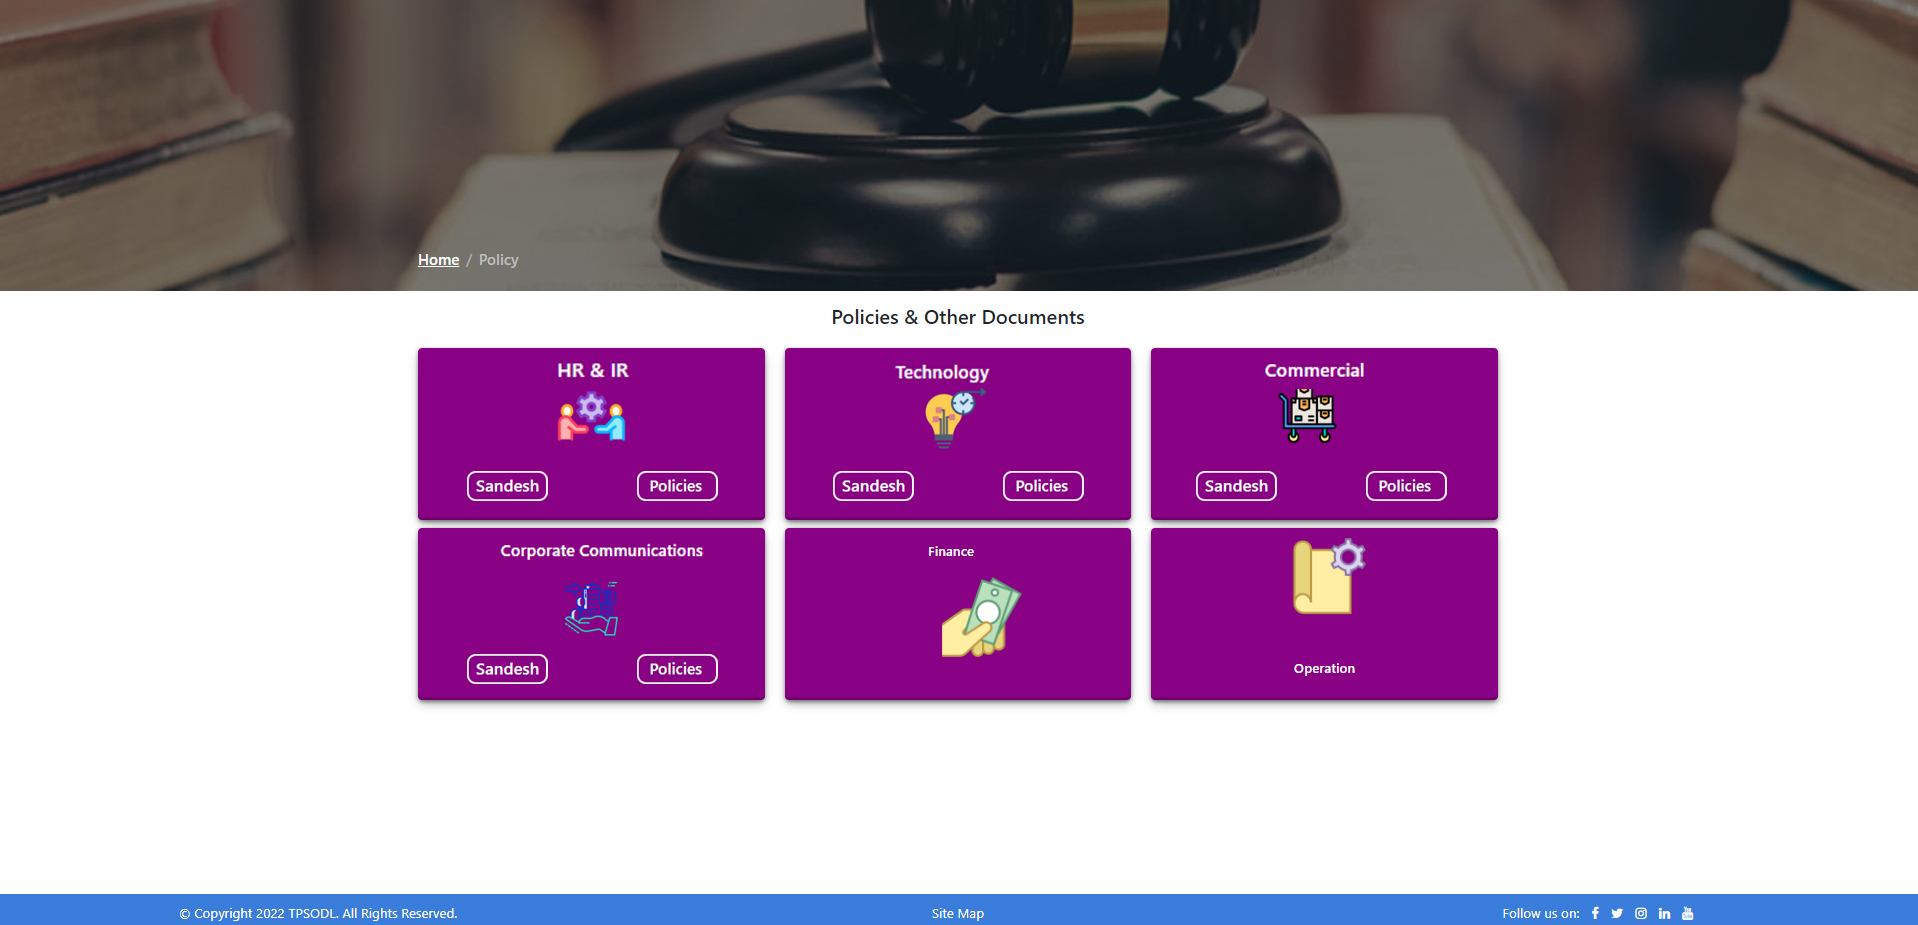 Home / Policy
Policies & Other Documents
HR & IR
Sandesh
Policies
Technology
Sandesh
Policies
Commercial
Sandesh
Policies
Corporate Communications
Sandesh
Policies
Finance
Operation
© Copyright 2022 TPSODL. All Rights Reserved.
Site Map
Follow us on: